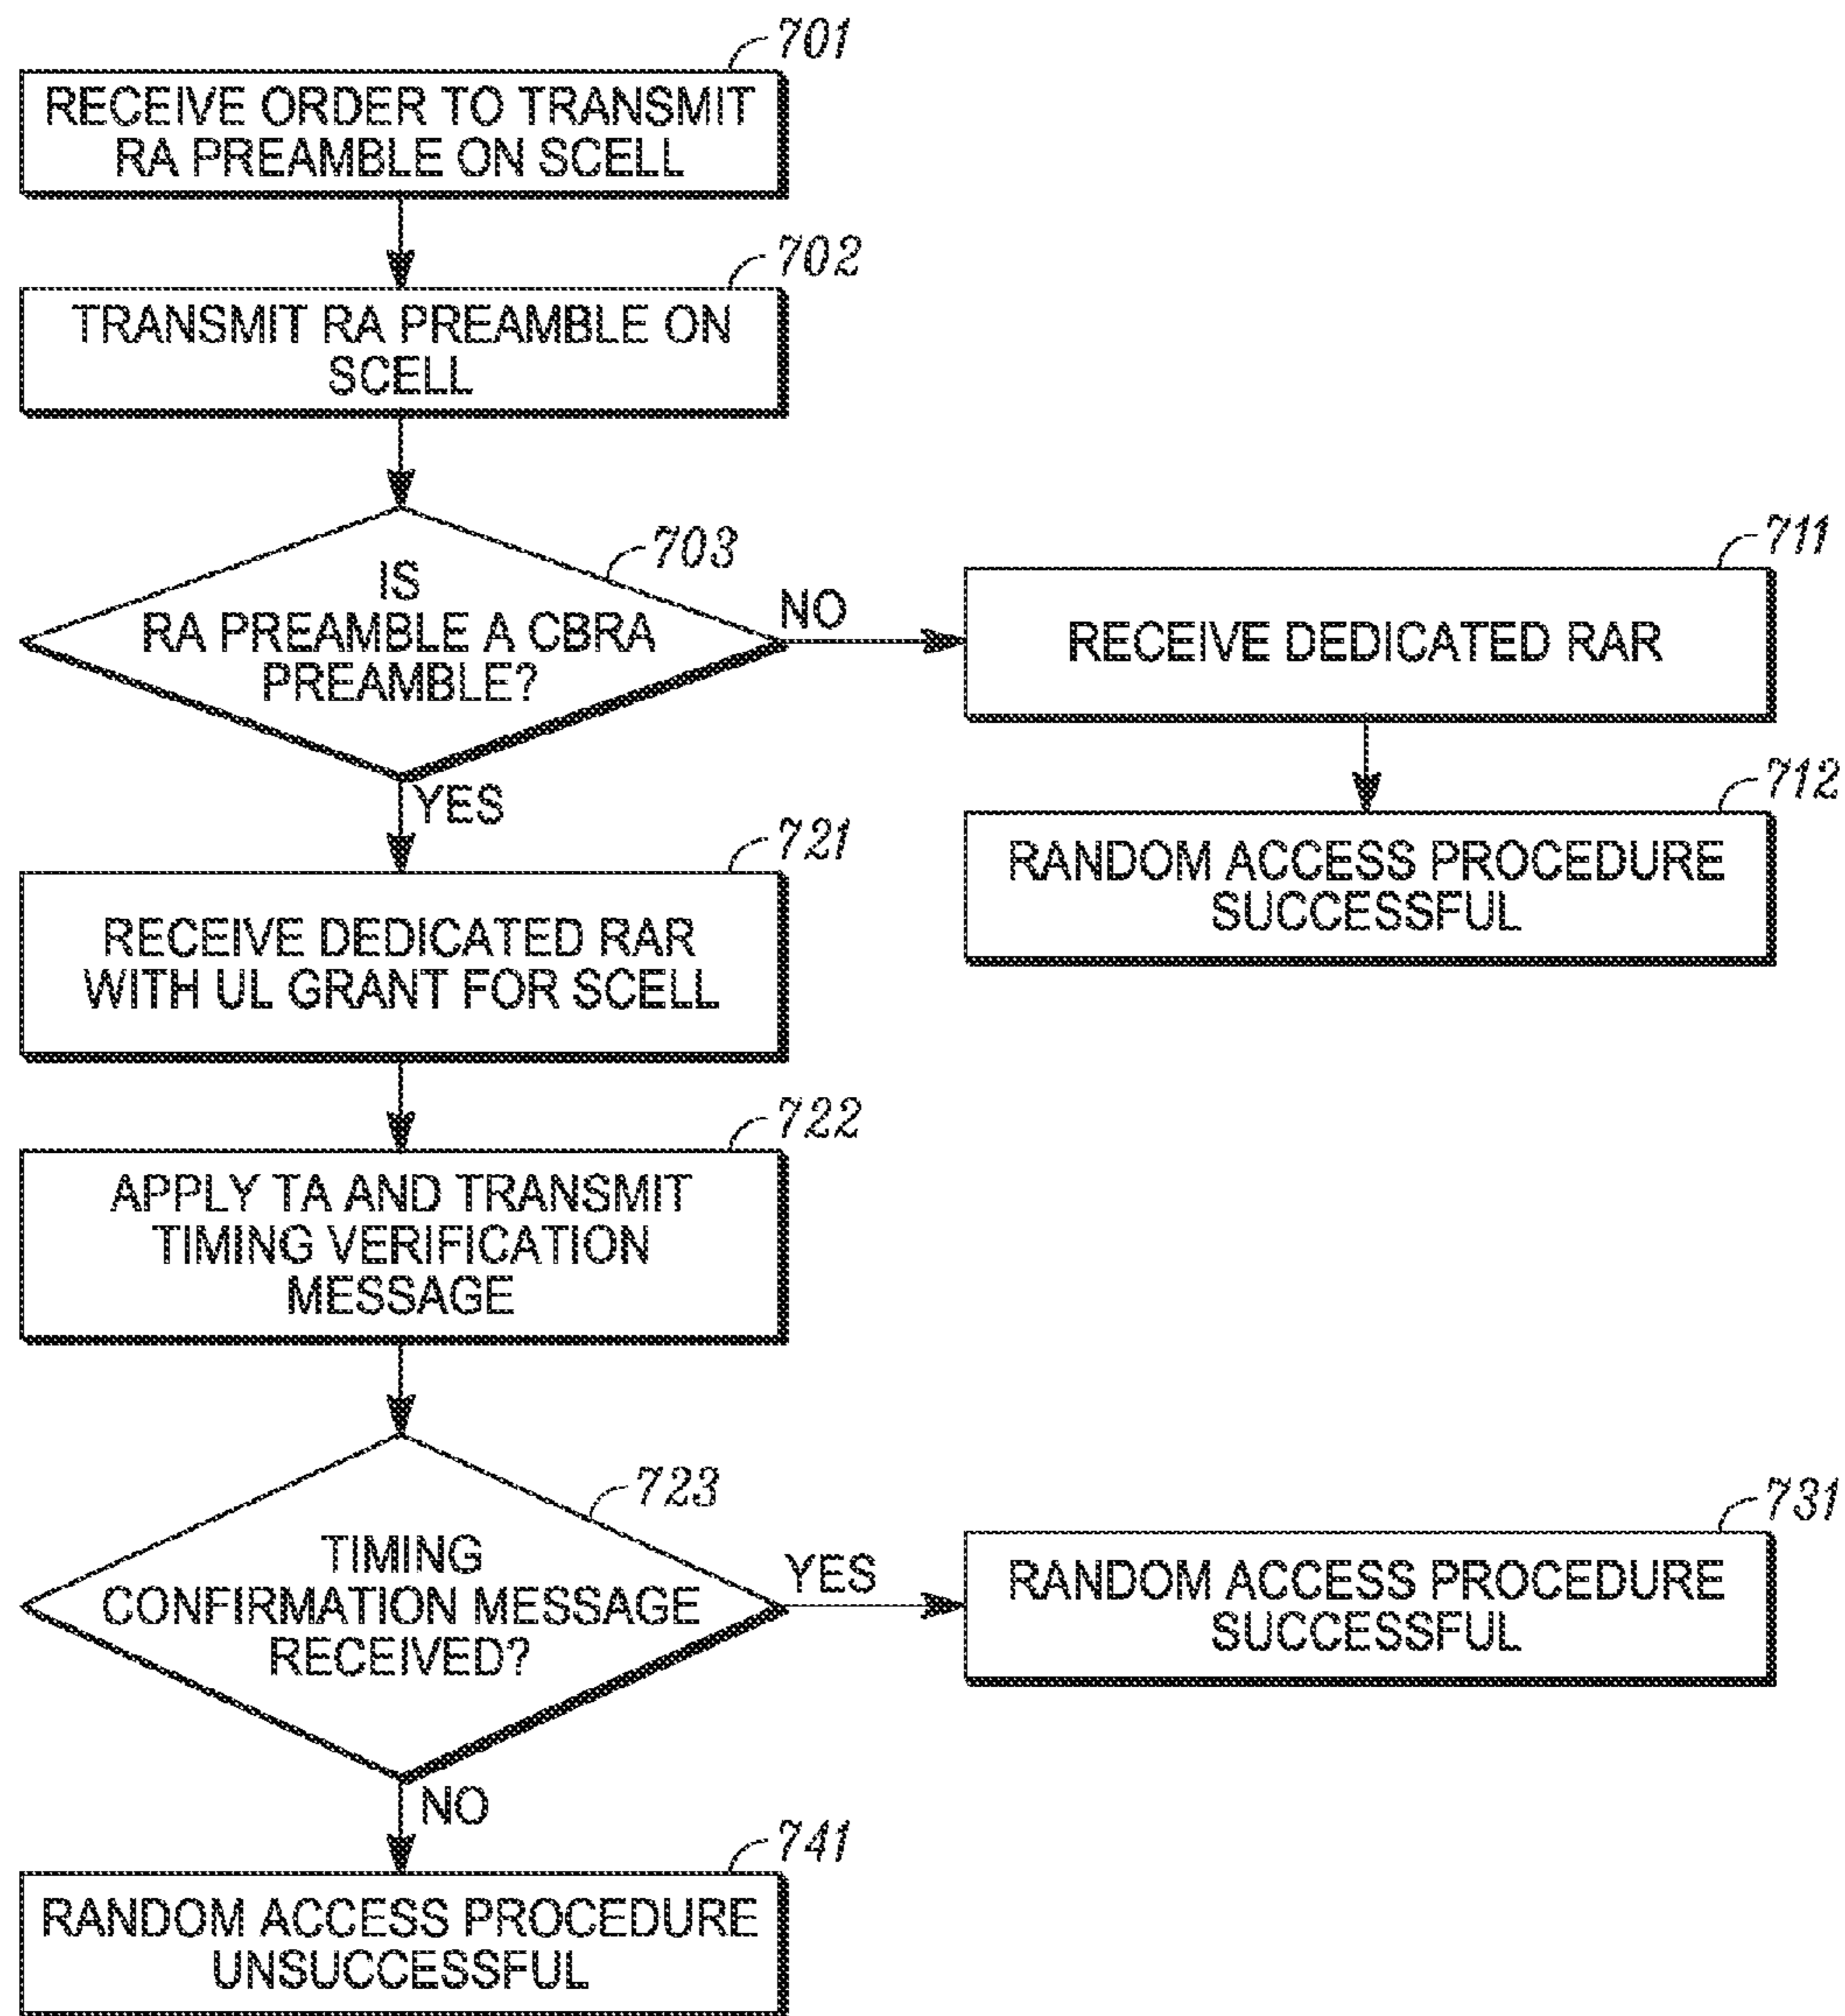 701
RECEIVE ORDER TO TRANSMIT
RA PREAMBLE ON SCELL
702
TRANSMIT RA PREAMBLE ON
SCELL
703
IS
RA PREAMBLE A CBRA
PREAMBLE?
NO
711
RECEIVE DEDICATED RAR
712
RANDOM ACCESS PROCEDURE
SUCCESSFUL
YES
721
RECEIVE DEDICATED RAR
WITH UL GRANT FOR SCELL
722
APPLY TA AND TRANSMIT
TIMING VERIFICATION
MESSAGE
723
TIMING
CONFIRMATION MESSAGE
RECEIVED?
YES
731
RANDOM ACCESS PROCEDURE
SUCCESSFUL
NO
741
RANDOM ACCESS PROCEDURE
UNSUCCESSFUL